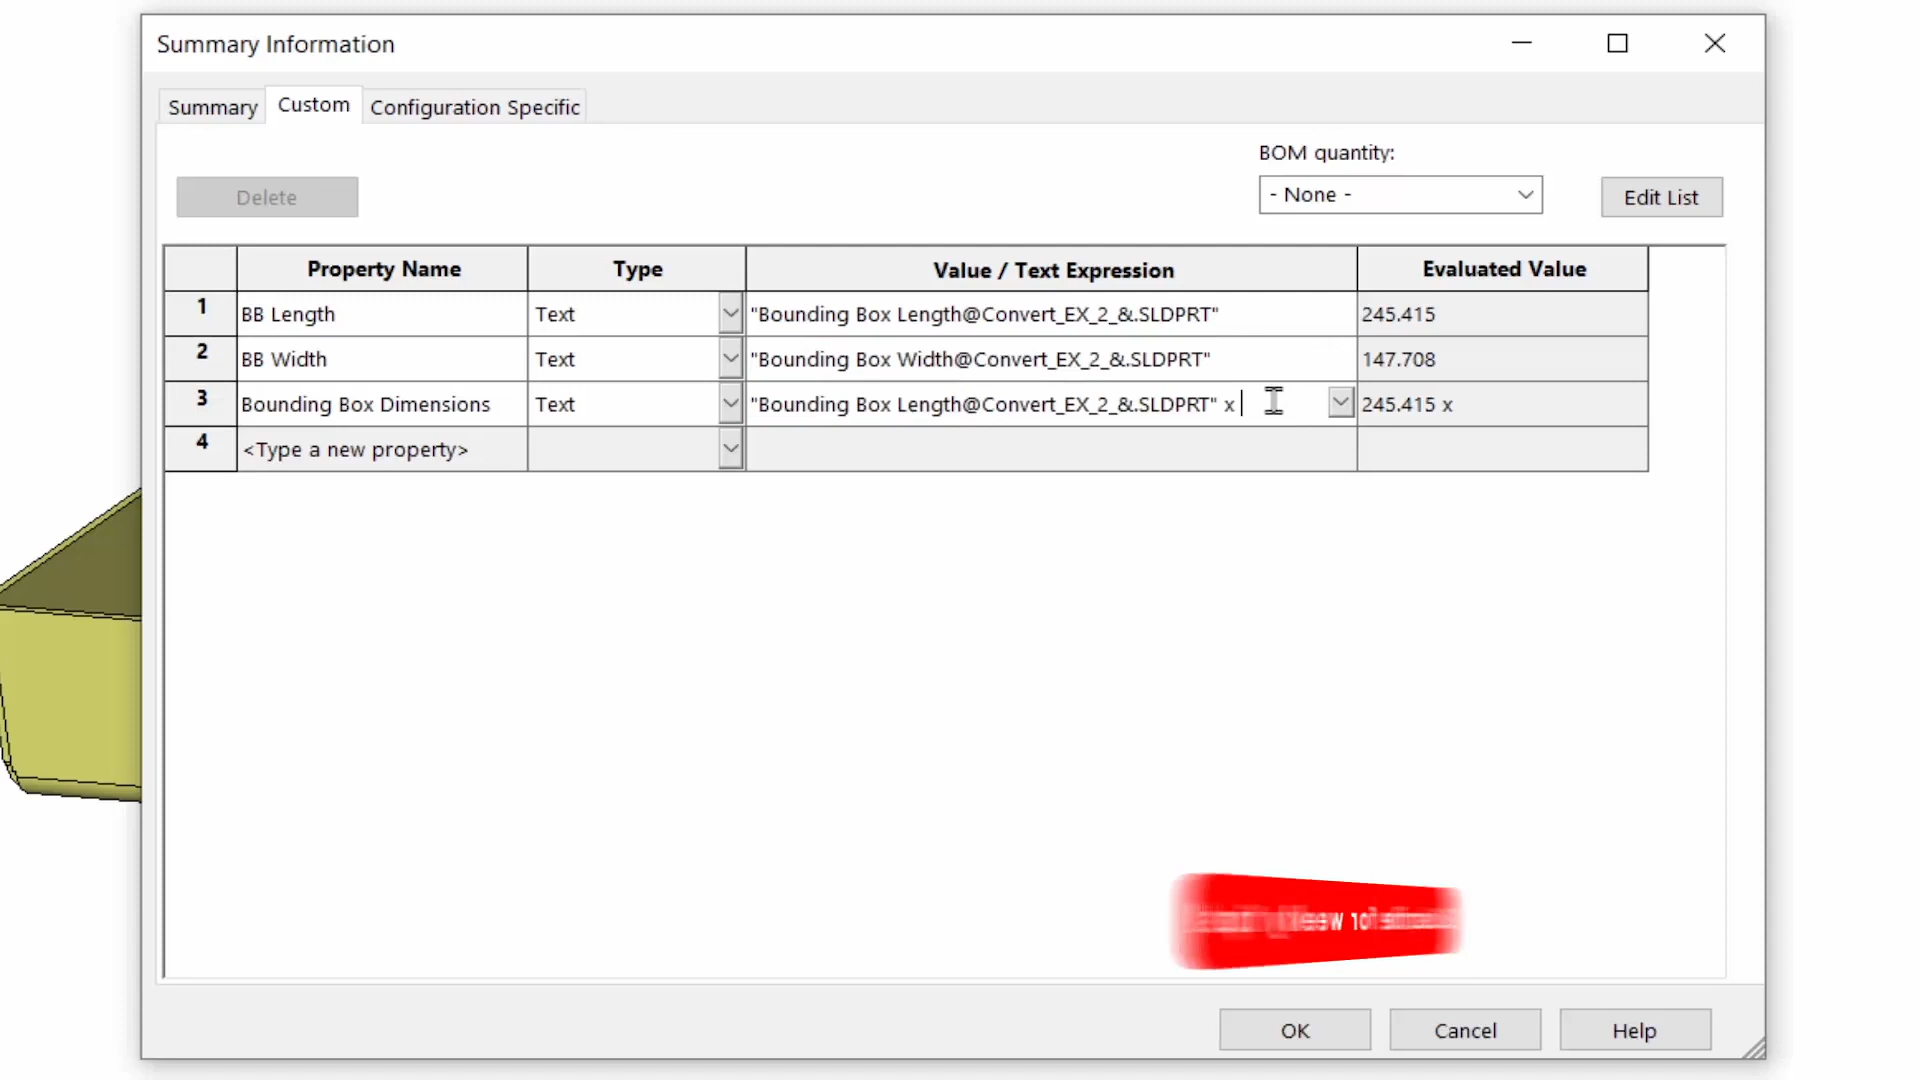 Summary Information
Summary Custom Configuration Specific
BOM quantity:
Delete - None - Edit List
Property Name Type Value / Text Expression Evaluated Value
1 BB Length Text "Bounding Box Length@Convert_EX_2_&.SLDPRT" 245.415
2 BB Width Text "Bounding Box Width@Convert_EX_2_&.SLDPRT" 147.708
3 Bounding Box Dimensions Text "Bounding Box Length@Convert_EX_2_&.SLDPRT" x 245.415 x
4 <Type a new property>
OK Cancel Help